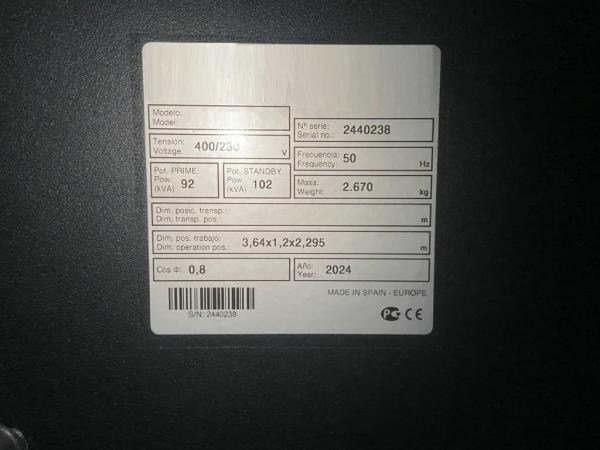 Modelo:
Model:
Nº serie:
Serial no.: 2440238
Tensión:
Voltage: 400/230 V
Frecuencia:
Frequency: 50 Hz
Pot. PRIME:
Pow:
(kVA) 92
Pot. STANDBY:
Pow:
(kVA) 102
Masa:
Weight: 2.670 kg
Dim. posic. transp.:
Dim. transp. pos.: m
Dim. pos. trabajo:
Dim. operation pos.: 3,64x1,2x2,295 m
Cos Φ: 0,8
Año:
Year: 2024
S/N: 2440238
MADE IN SPAIN - EUROPE
PG CE